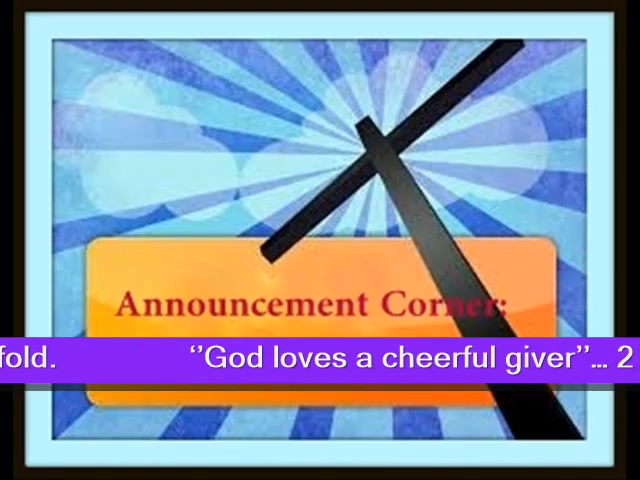 Announcement Corner:
fold. ‘’God loves a cheerful giver’’... 2